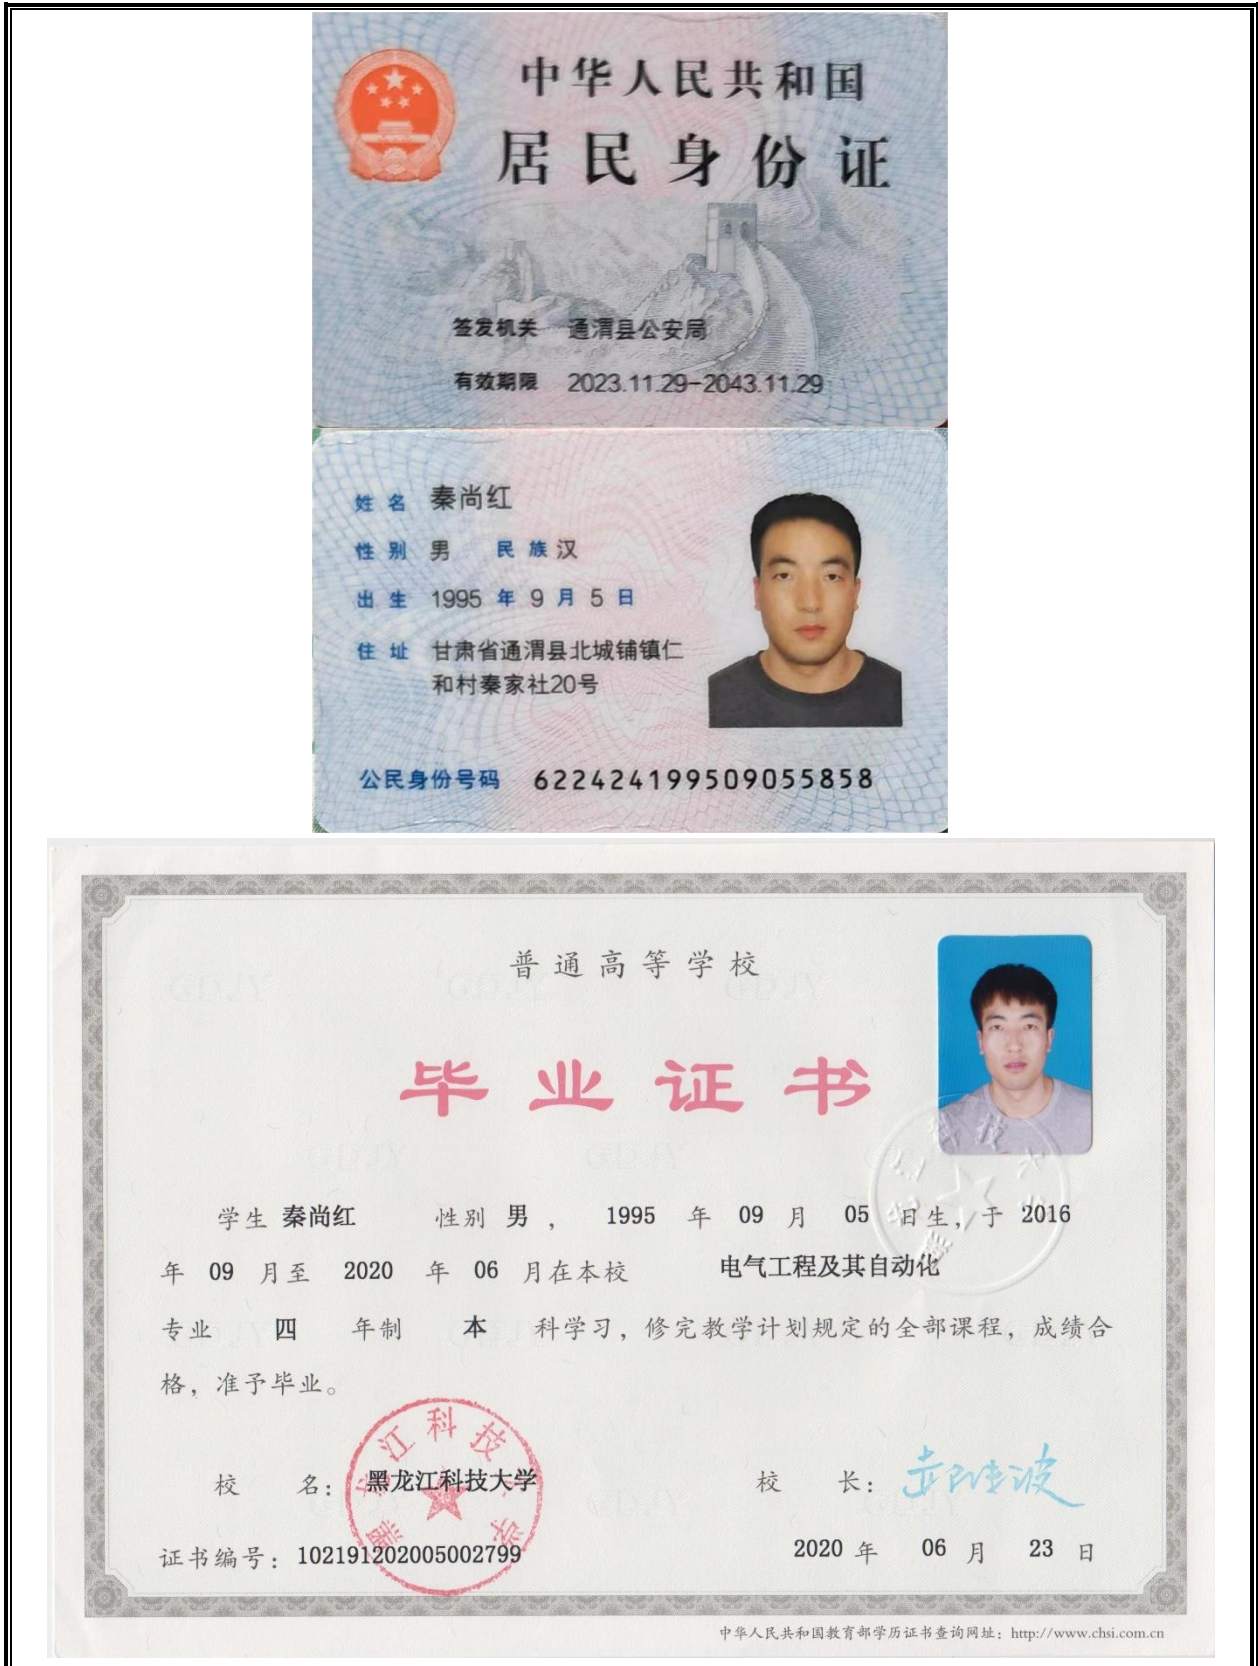 中华人民共和国
居民身份证
签发机关 通渭县公安局
有效期限 2023.11.29-2043.11.29
姓名 秦尚红
性别 男 民族 汉
出生 1995 年 9 月 5 日
住址 甘肃省通渭县北城铺镇仁
和村秦家社20号
公民身份号码 622424199509055858
普通高等学校
毕业证书
学生 秦尚红 性别 男 ， 1995 年 09 月 05 日生，于 2016
年 09 月至 2020 年 06 月在本校 电气工程及其自动化
专业 四 年制 本 科学习，修完教学计划规定的全部课程，成绩合
格，准予毕业。
校 名：黑龙江科技大学 校 长：
证书编号：102191202005002799 2020 年 06 月 23 日
中华人民共和国教育部学历证书查询网址：http://www.chsi.com.cn